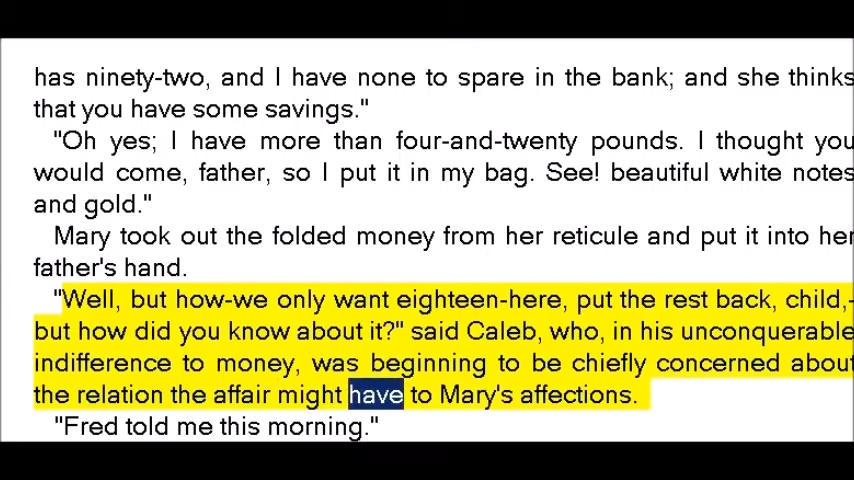 has ninety-two, and I have none to spare in the bank; and she thinks
that you have some savings."
"Oh yes; I have more than four-and-twenty pounds. I thought you
would come, father, so I put it in my bag. See! beautiful white notes
and gold."
Mary took out the folded money from her reticule and put it into her
father's hand.
"Well, but how-we only want eighteen-here, put the rest back, child,-
but how did you know about it?" said Caleb, who, in his unconquerable
indifference to money, was beginning to be chiefly concerned about
the relation the affair might have to Mary's affections.
"Fred told me this morning."